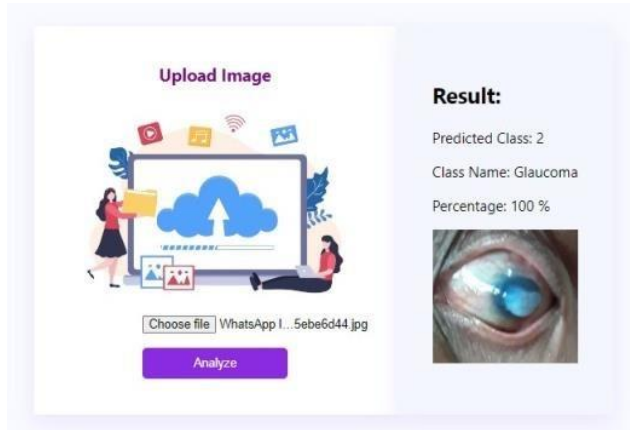 Upload Image
Choose file WhatsApp I...5ebe6d44.jpg
Analyze
Result:
Predicted Class: 2
Class Name: Glaucoma
Percentage: 100 %